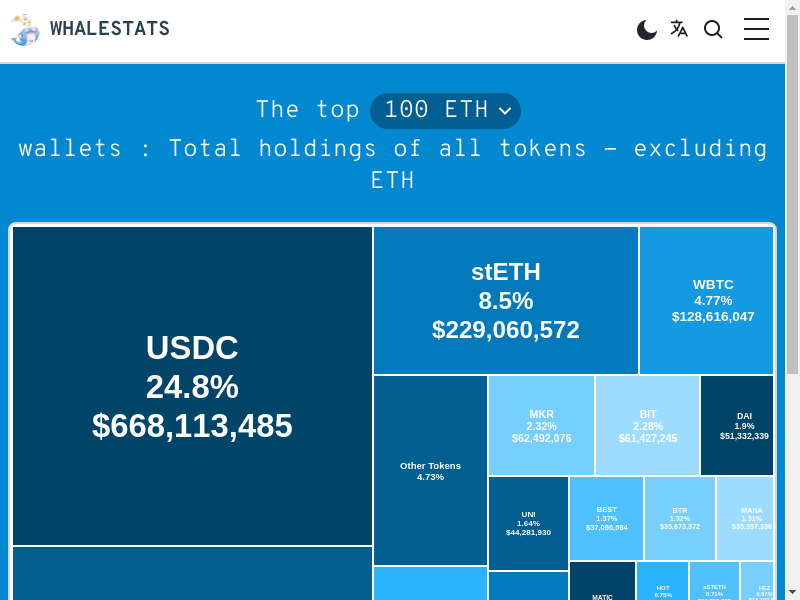 WHALESTATS
The top 100 ETH
wallets : Total holdings of all tokens - excluding
ETH
USDC
24.8%
$668,113,485
stETH
8.5%
$229,060,572
WBTC
4.77%
$128,616,047
Other Tokens
4.73%
MKR
2.32%
$62,492,076
BIT
2.28%
$61,427,245
DAI
1.9%
$51,332,339
UNI
1.64%
$44,281,930
BEST
1.37%
$37,096,684
BTR
1.32%
$35,673,372
MANA
1.31%
$35,397,336
MATIC
HOT
0.75%
aSTETH
0.71%
HEZ
0.67%